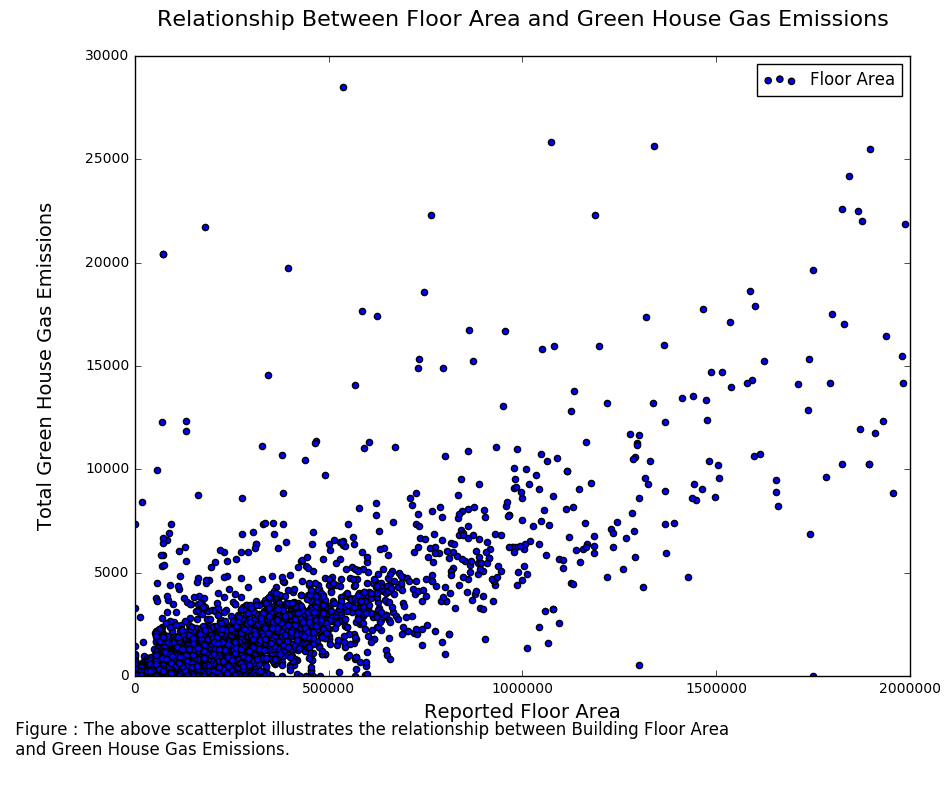 Relationship Between Floor Area and Green House Gas Emissions
30000
25000
20000
15000
10000
5000
0
Total Green House Gas Emissions
Floor Area
0 500000 1000000 1500000 2000000
Reported Floor Area
Figure : The above scatterplot illustrates the relationship between Building Floor Area
and Green House Gas Emissions.